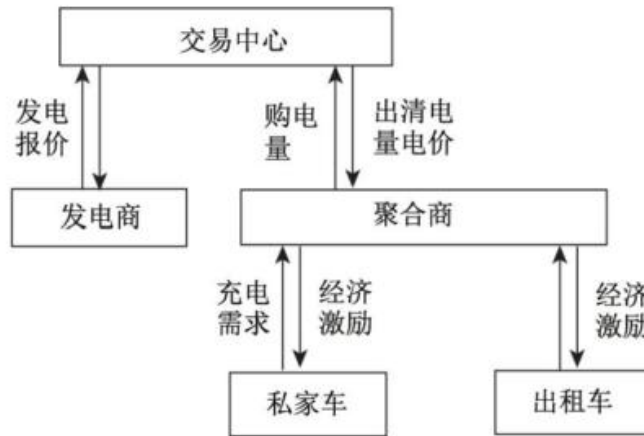 交易中心
发电
报价
购电
量
出清电
量电价
发电商
聚合商
充电
需求
经济
激励
经济
激励
私家车
出租车